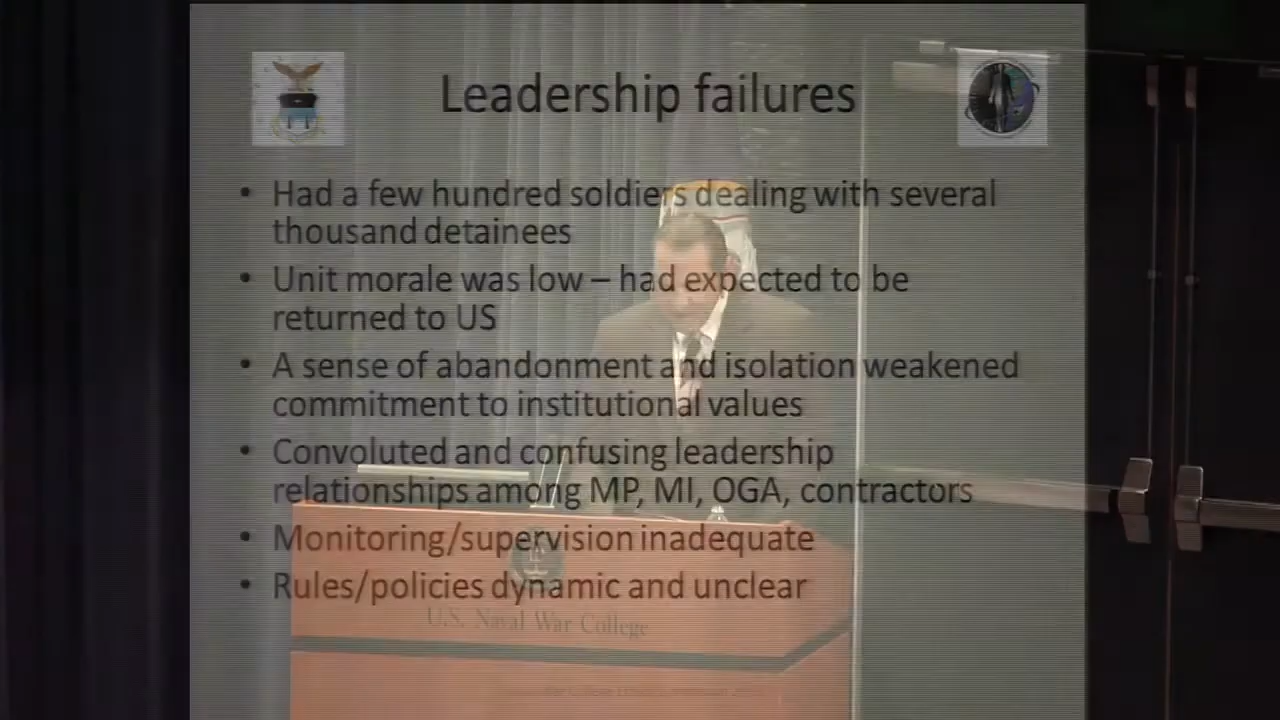 Leadership failures
• Had a few hundred soldiers dealing with several
thousand detainees
• Unit morale was low – had expected to be
returned to US
• A sense of abandonment and isolation weakened
commitment to institutional values
• Convoluted and confusing leadership
relationships among MP, MI, OGA, contractors
• Monitoring/supervision inadequate
• Rules/policies dynamic and unclear
U.S. Naval War College